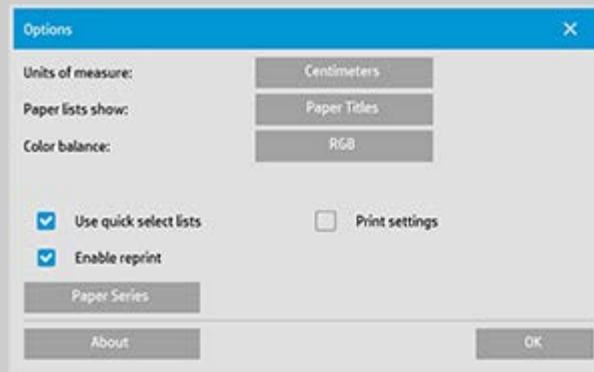 Options
Units of measure: Centimeters
Paper lists show: Paper Titles
Color balance: RGB
Use quick select lists Print settings
Enable reprint
Paper Series
About OK